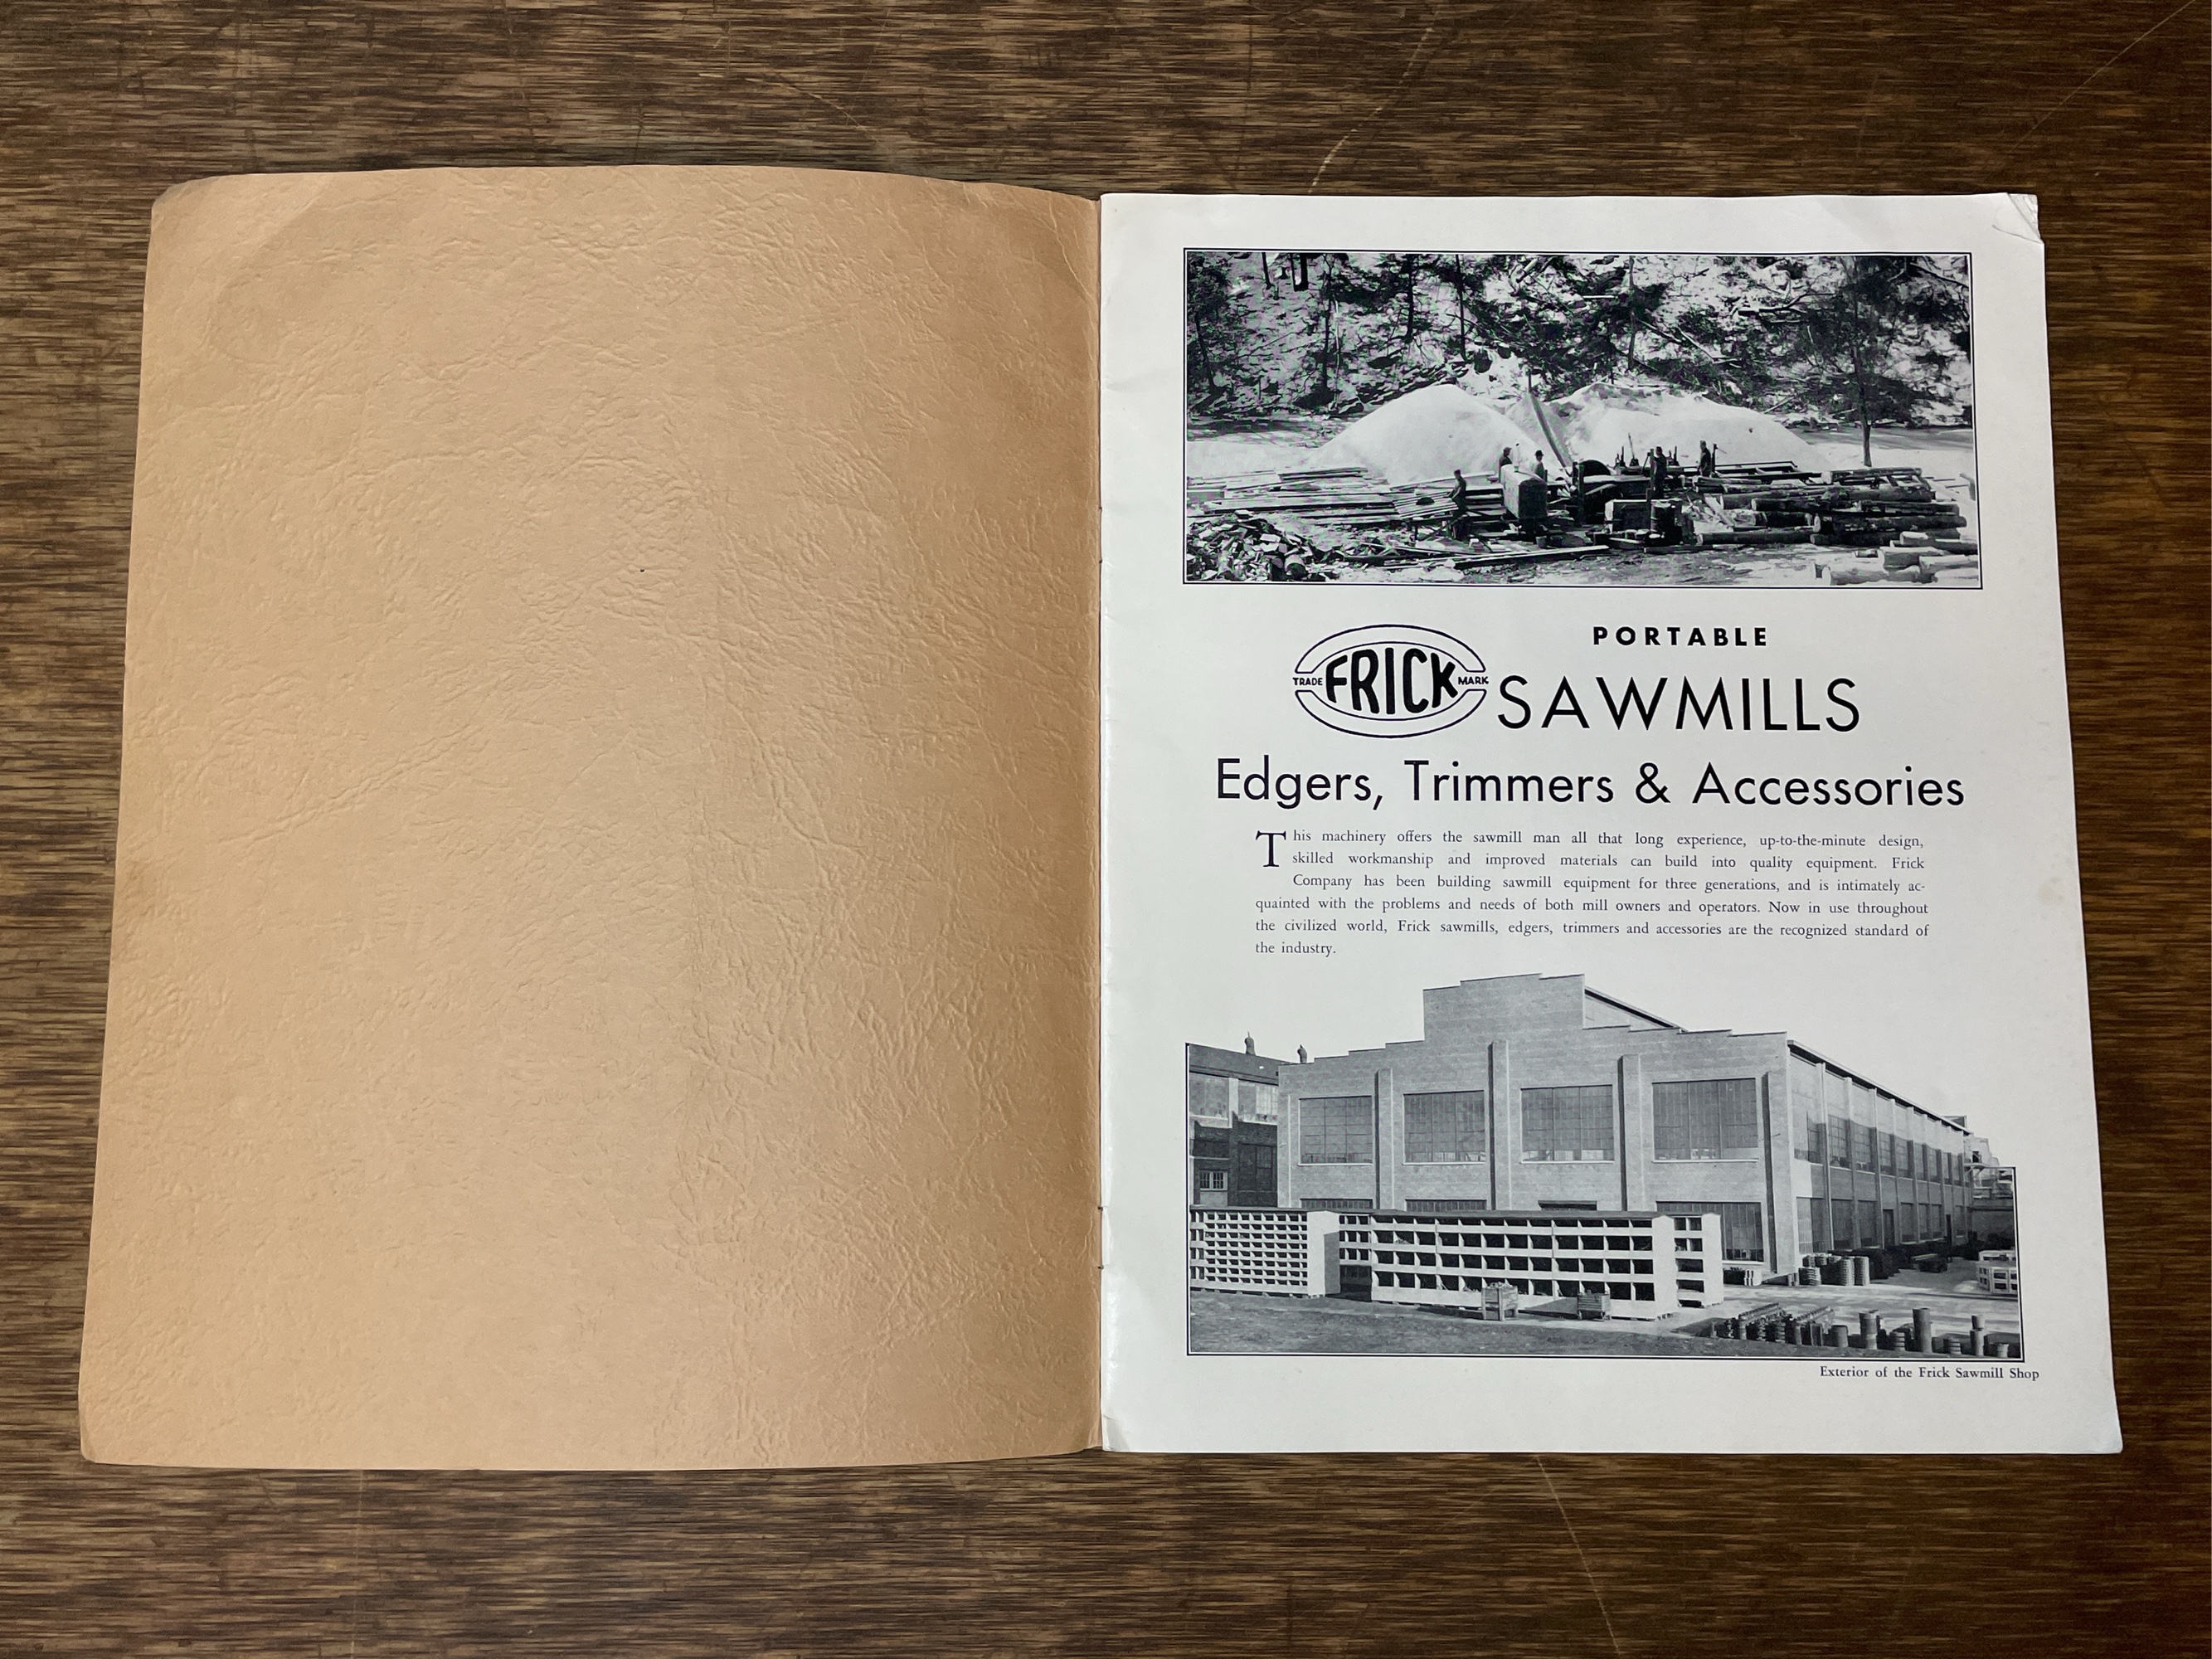 PORTABLE
TRADE FRICK MARK SAWMILLS
Edgers, Trimmers & Accessories
This machinery offers the sawmill man all that long experience, up-to-the-minute design,
skilled workmanship and improved materials can build into quality equipment. Frick
Company has been building sawmill equipment for three generations, and is intimately ac-
quainted with the problems and needs of both mill owners and operators. Now in use throughout
the civilized world, Frick sawmills, edgers, trimmers and accessories are the recognized standard of
the industry.
Exterior of the Frick Sawmill Shop